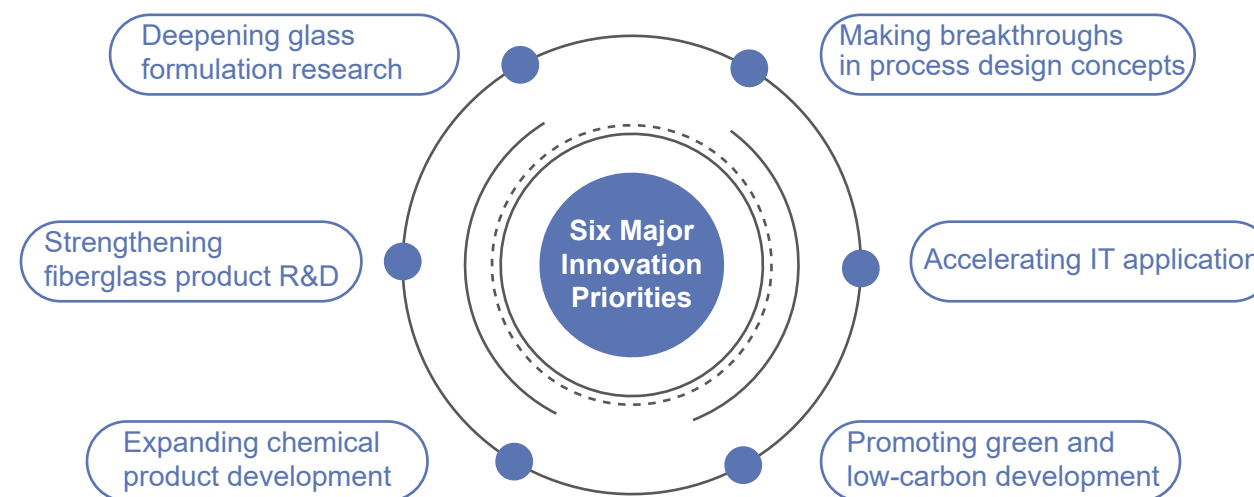 Deepening glass
formulation research
Making breakthroughs
in process design concepts
Strengthening
fiberglass product R&D
Six Major
Innovation
Priorities
Accelerating IT application
Expanding chemical
product development
Promoting green and
low-carbon development